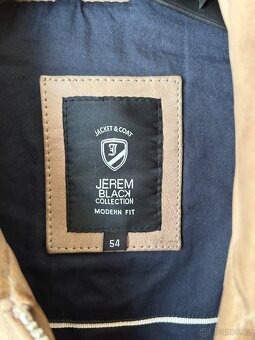 JACKET & COAT
JEREM
BLACK
COLLECTION
MODERN FIT
54